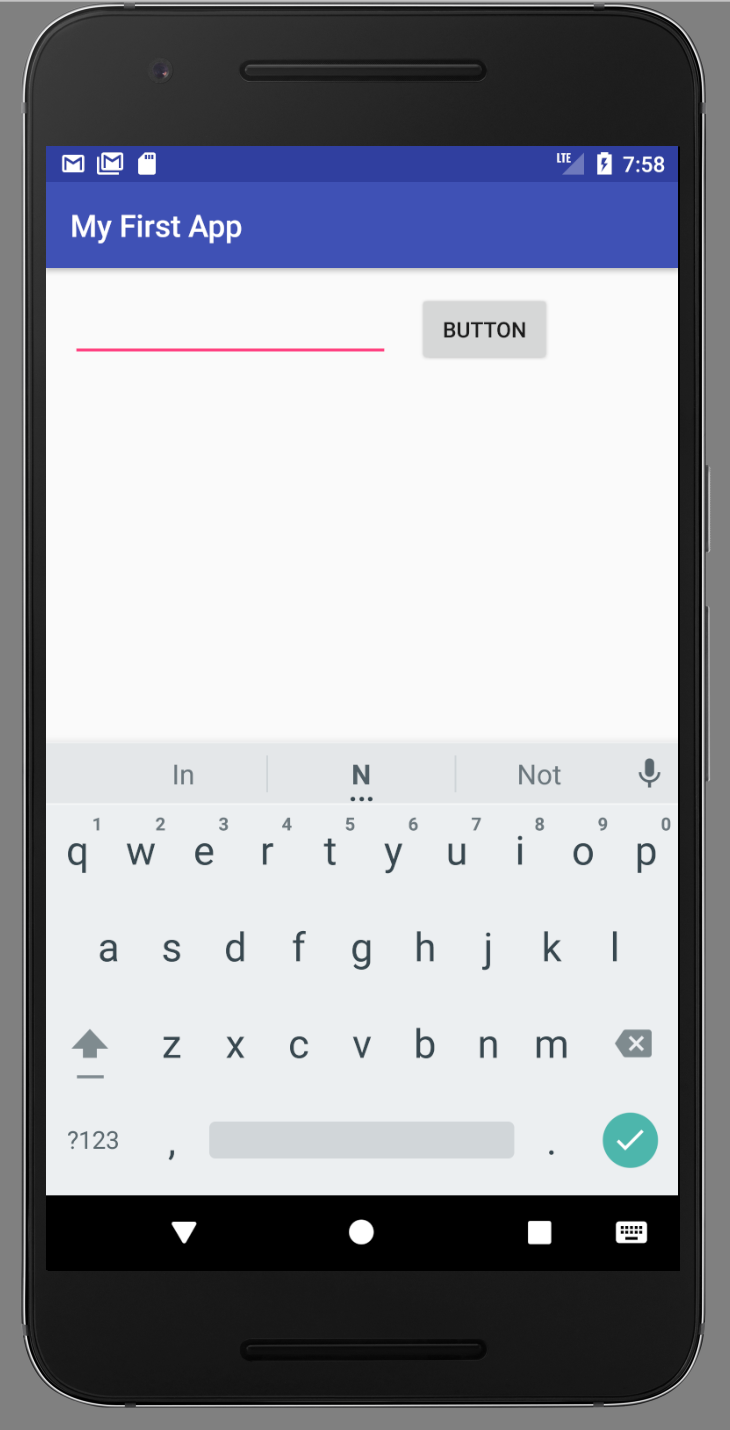 LTE 7:58
My First App
BUTTON
In N Not
1 2 3 4 5 6 7 8 9 0
q w e r t y u i o p
a s d f g h j k l
z x c v b n m
?123 , .